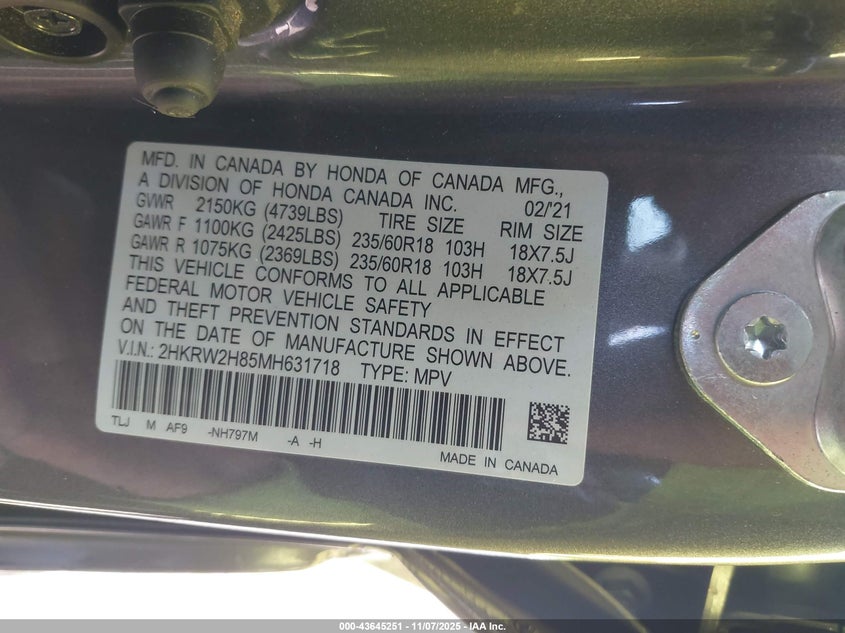 MFD. IN CANADA BY HONDA OF CANADA MFG.,
A DIVISION OF HONDA CANADA INC. 02/'21
GVWR 2150KG (4739LBS) TIRE SIZE RIM SIZE
GAWR F 1100KG (2425LBS) 235/60R18 103H 18X7.5J
GAWR R 1075KG (2369LBS) 235/60R18 103H 18X7.5J
THIS VEHICLE CONFORMS TO ALL APPLICABLE
FEDERAL MOTOR VEHICLE SAFETY
AND THEFT PREVENTION STANDARDS IN EFFECT
ON THE DATE OF MANUFACTURE SHOWN ABOVE.
V.I.N.: 2HKRW2H85MH631718 TYPE: MPV
TLJ M AF9 -NH797M -A -H
MADE IN CANADA
000-43645251 - 11/07/2025 - IAA Inc.